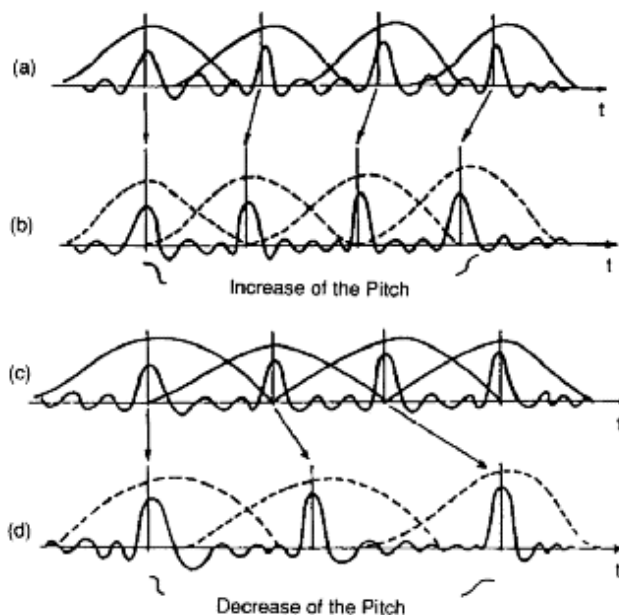 (a)
t
(b)
t
Increase of the Pitch
(c)
t
(d)
t
Decrease of the Pitch